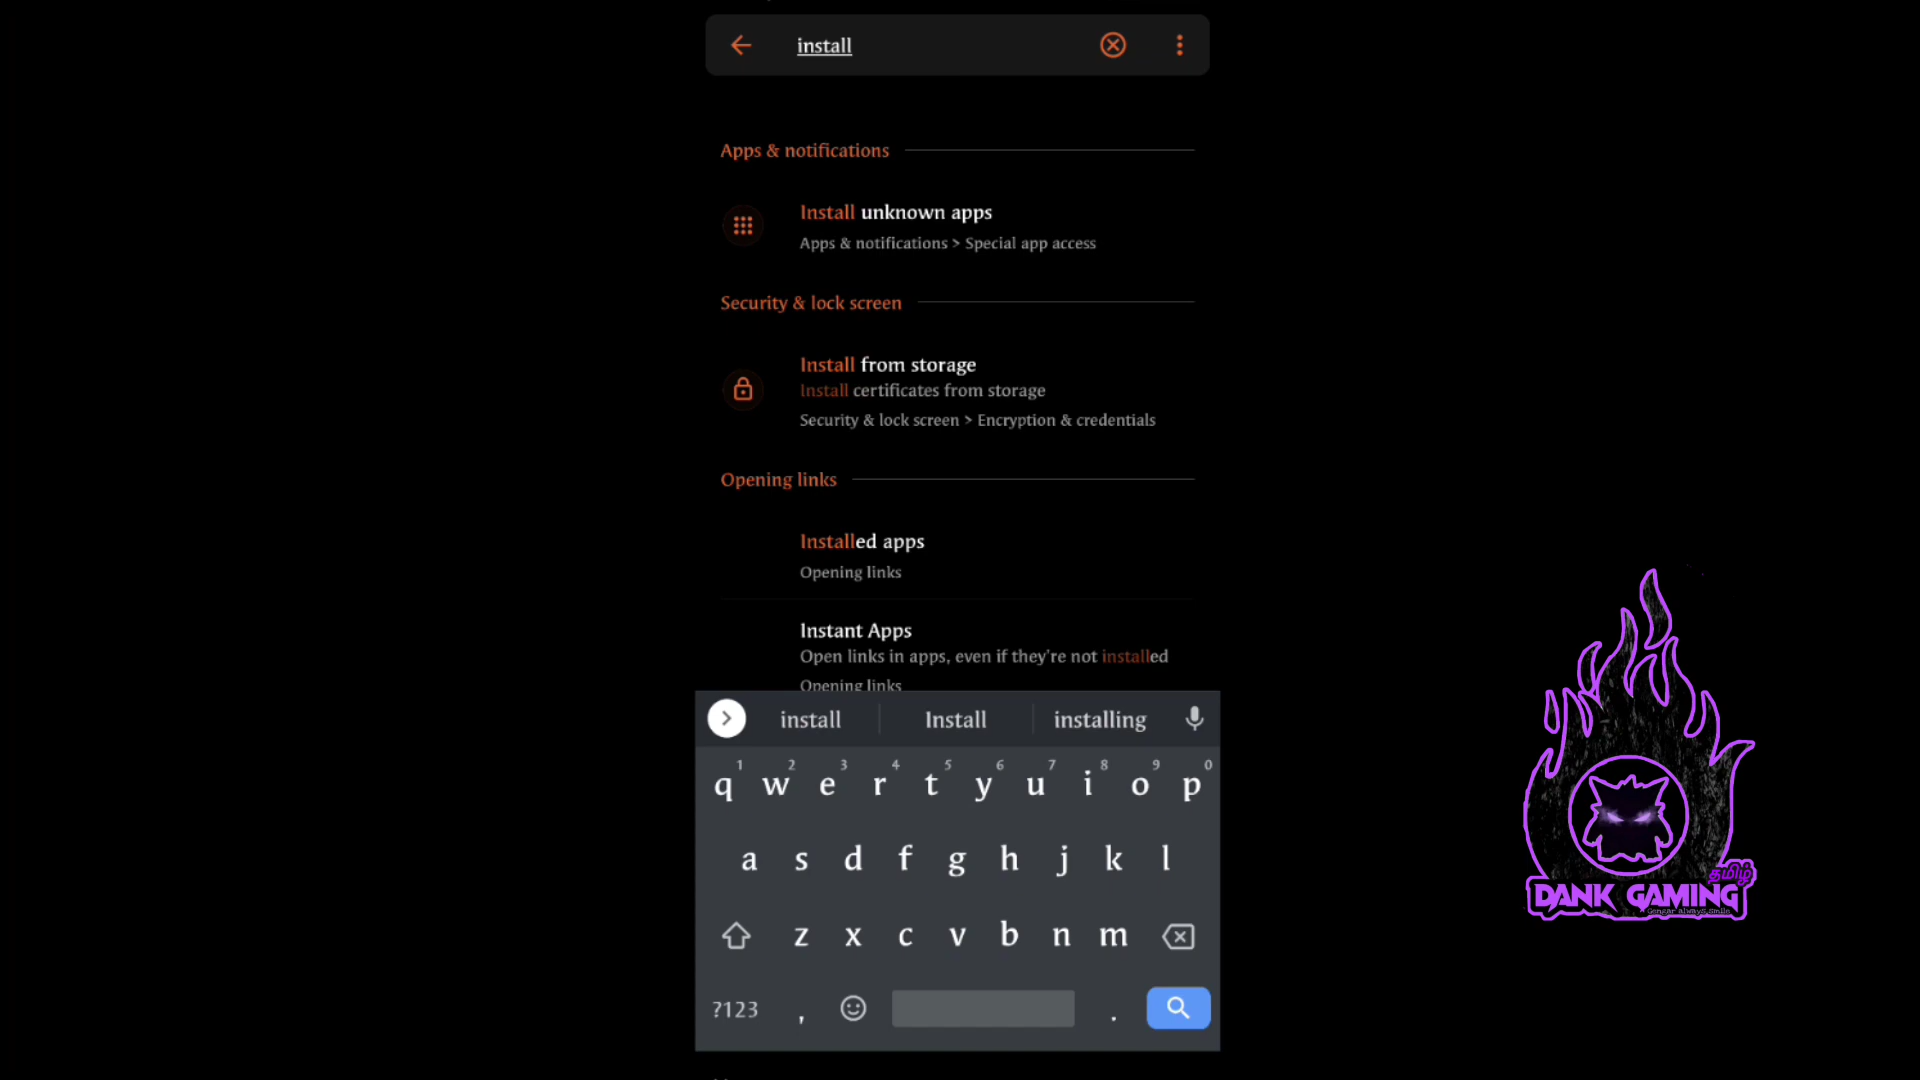 install
Apps & notifications
Install unknown apps
Apps & notifications > Special app access
Security & lock screen
Install from storage
Install certificates from storage
Security & lock screen > Encryption & credentials
Opening links
Installed apps
Opening links
Instant Apps
Open links in apps, even if they're not installed
Opening links
install Install installing
1 2 3 4 5 6 7 8 9 0
q w e r t y u i o p
a s d f g h j k l
z x c v b n m
?123 , .
தமிழ்
DANK GAMING
Gengar always smile